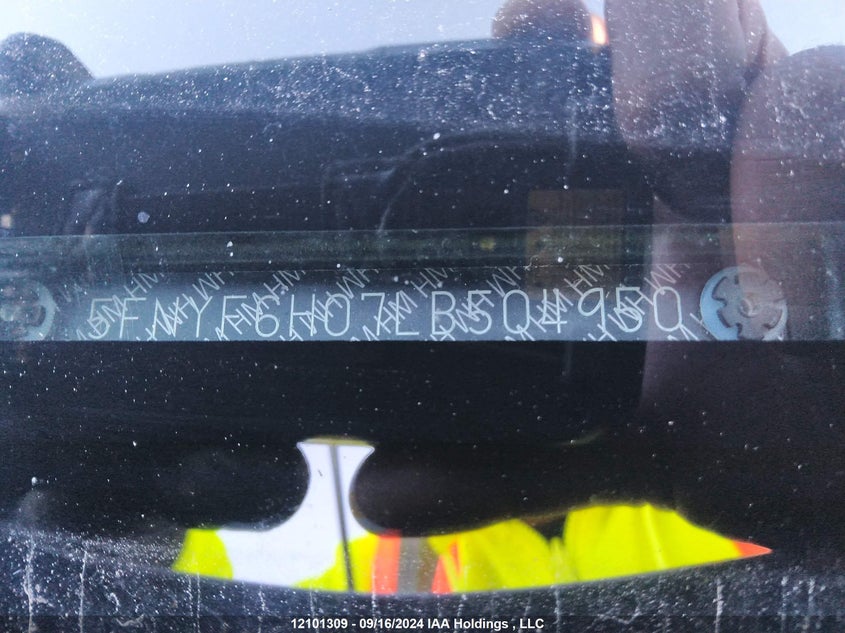 5FNYF6H07LB504950
12101309 - 09/16/2024 IAA Holdings , LLC